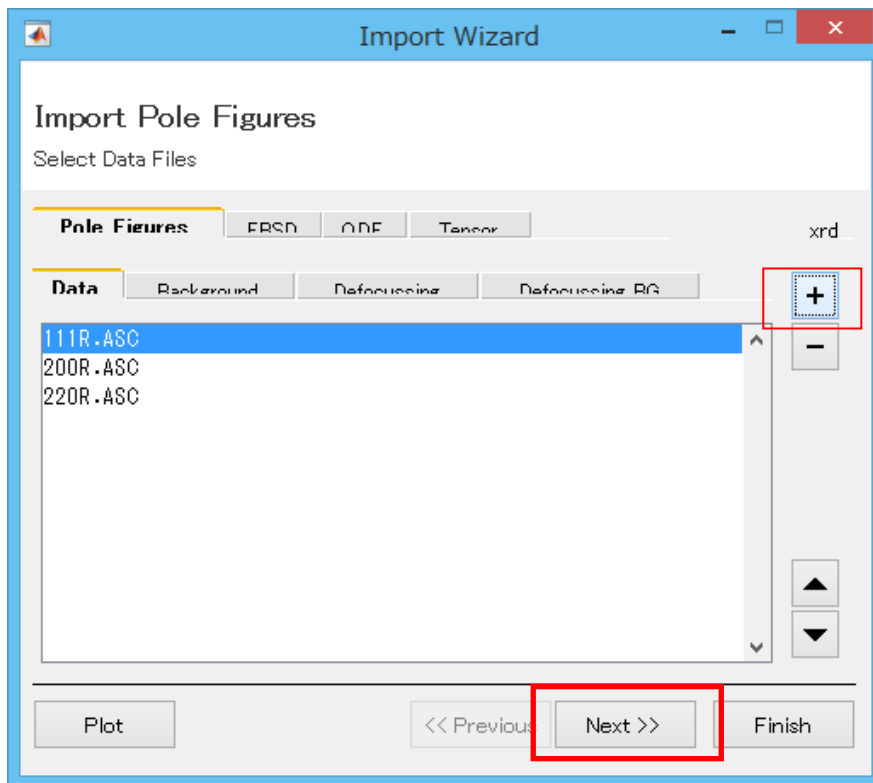 Import Wizard
Import Pole Figures
Select Data Files
Pole Figures EBSD ODF Tensor xrd
Data Background Defocussing Defocussing BG
+
111R.ASC
−
200R.ASC
220R.ASC
Plot << Previous Next >> Finish